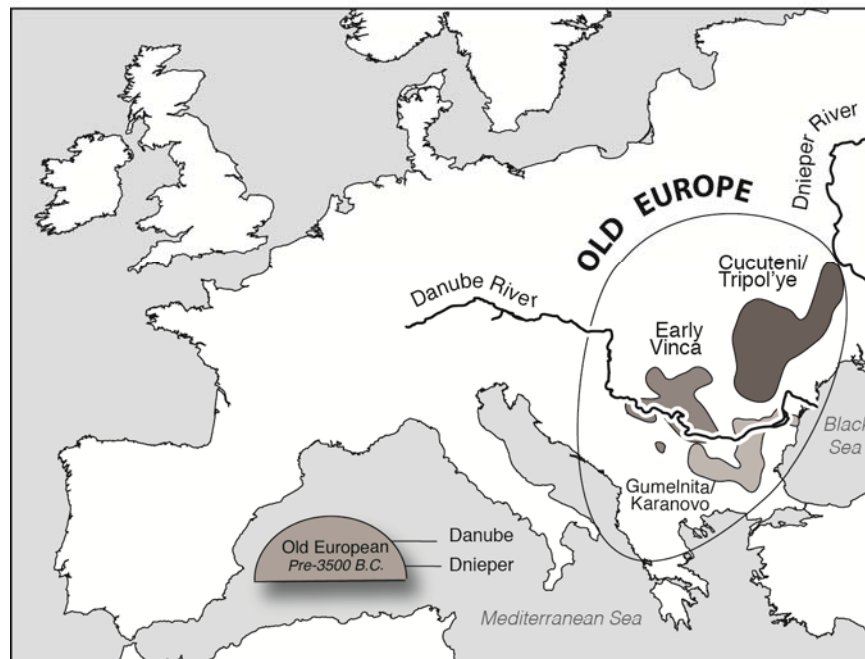 Dnieper River
OLD EUROPE
Cucuteni/
Tripol'ye
Danube River
Early
Vinca
Black
Sea
Gumelnita/
Karanovo
Old European
Pre-3500 B.C.
Danube
Dnieper
Mediterranean Sea